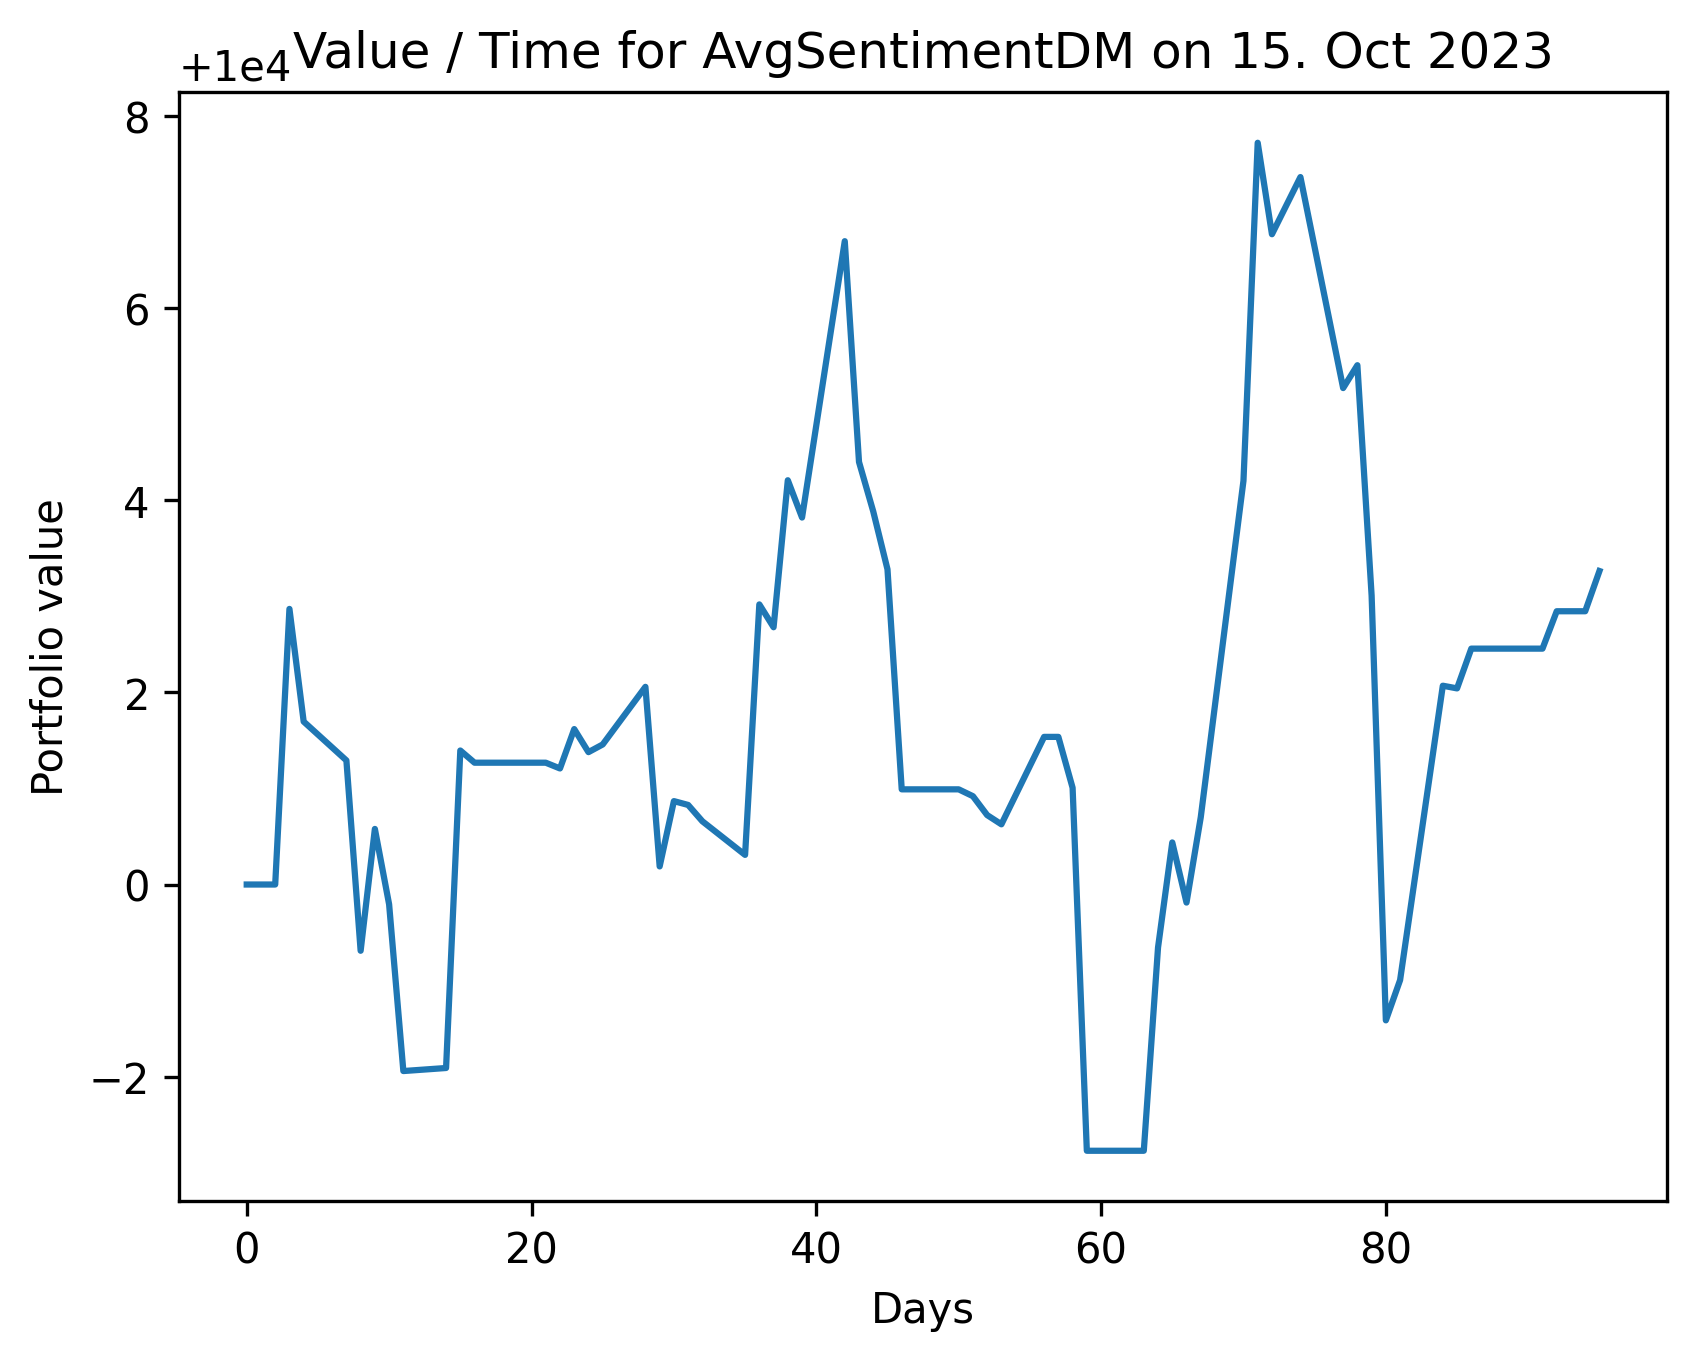 Value / Time for AvgSentimentDM on 15. Oct 2023
+1e4
8
6
4
2
0
−2
Portfolio value
0 20 40 60 80
Days